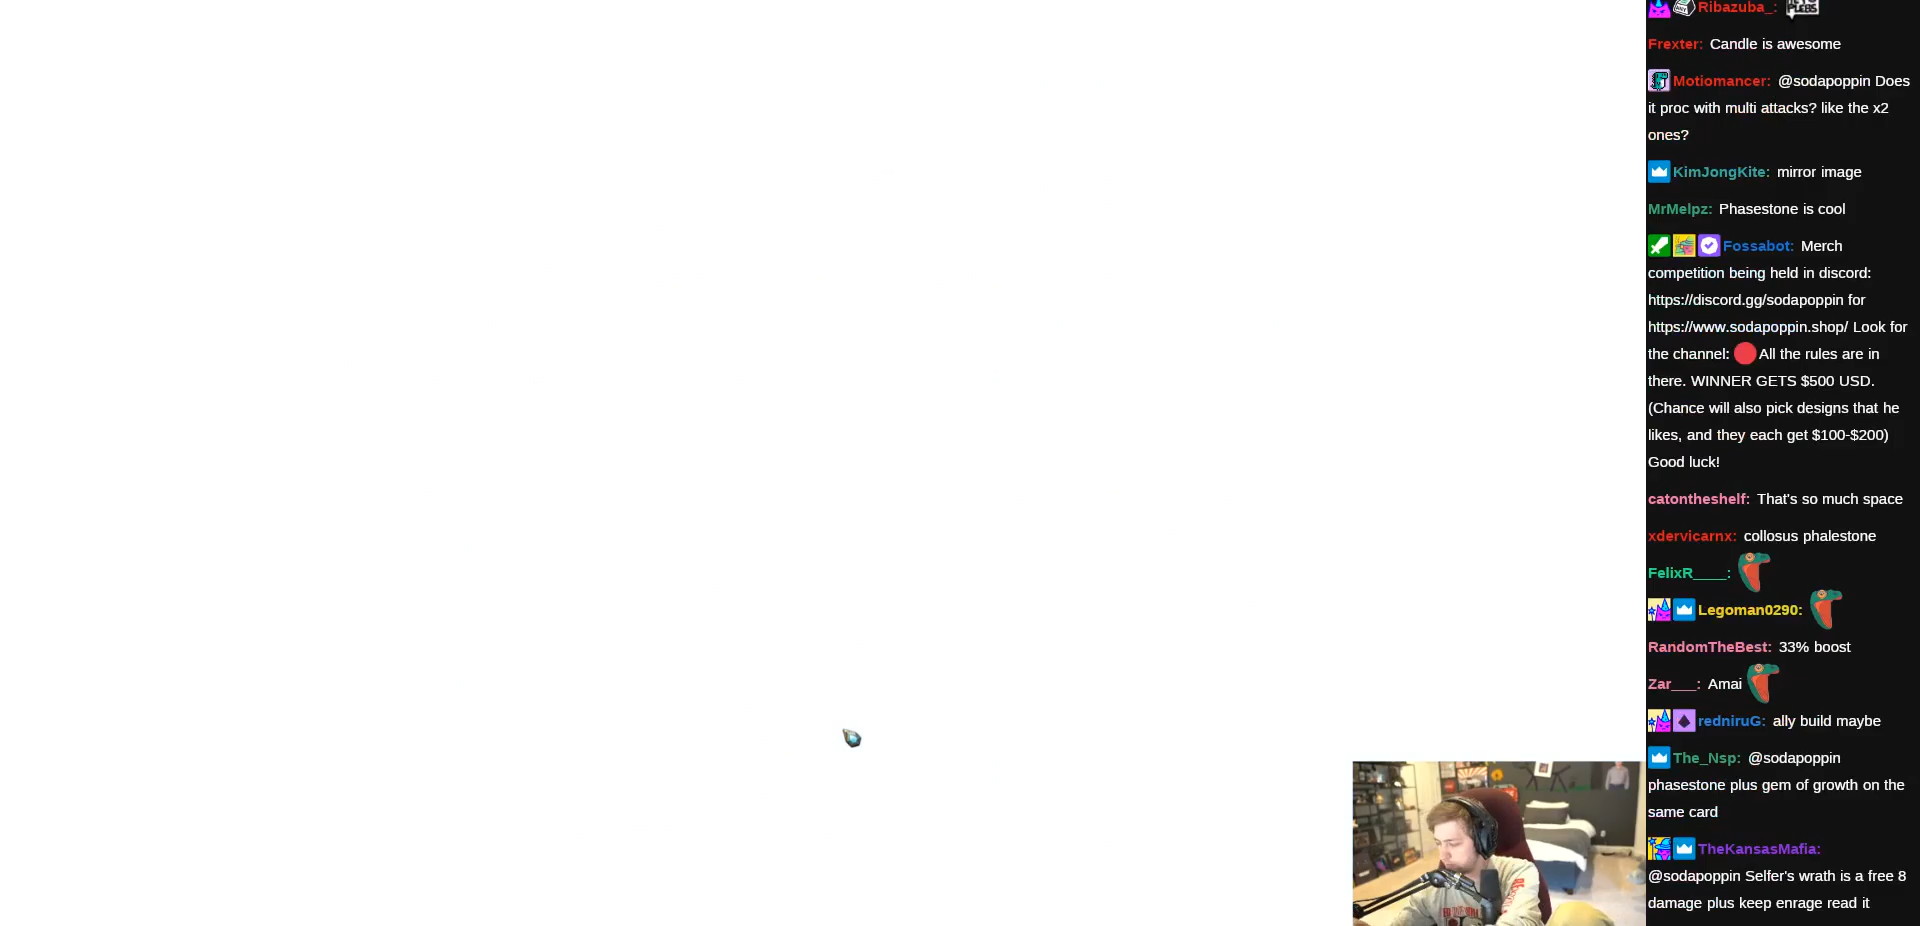 Ribazuba_:
Frexter: Candle is awesome
Motiomancer: @sodapoppin Does
it proc with multi attacks? like the x2
ones?
KimJongKite: mirror image
MrMelpz: Phasestone is cool
Fossabot: Merch
competition being held in discord:
https://discord.gg/sodapoppin for
https://www.sodapoppin.shop/ Look for
the channel: All the rules are in
there. WINNER GETS $500 USD.
(Chance will also pick designs that he
likes, and they each get $100-$200)
Good luck!
catontheshelf: That's so much space
xdervicarnx: collosus phalestone
FelixR____:
Legoman0290:
RandomTheBest: 33% boost
Zar___: Amai
redniruG: ally build maybe
The_Nsp: @sodapoppin
phasestone plus gem of growth on the
same card
TheKansasMafia:
@sodapoppin Selfer's wrath is a free 8
damage plus keep enrage read it